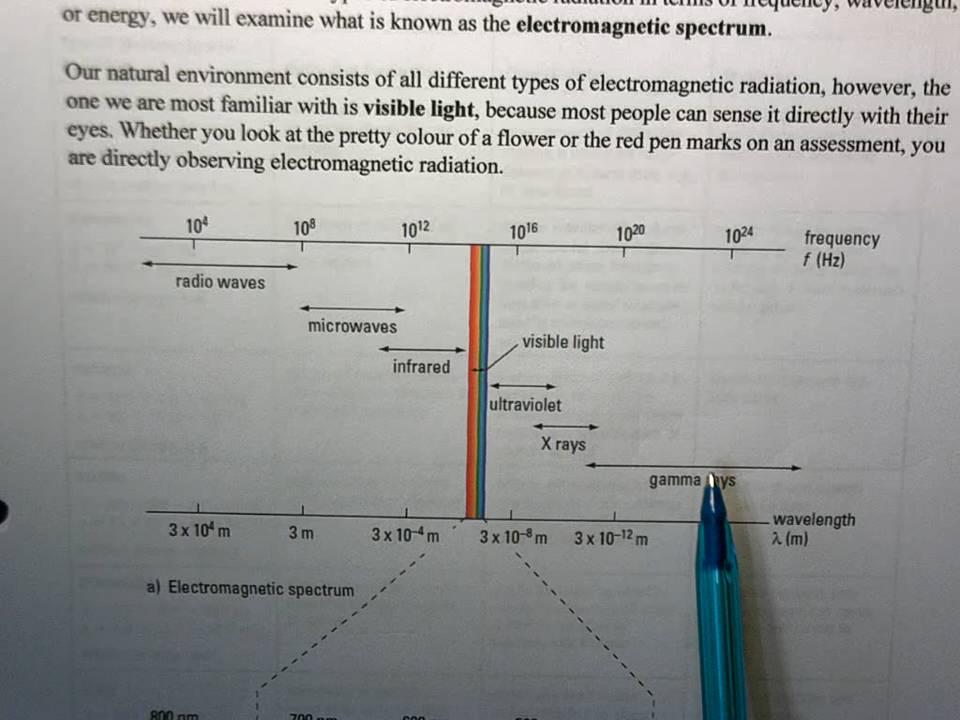 or energy, we will examine what is known as the electromagnetic spectrum.
Our natural environment consists of all different types of electromagnetic radiation, however, the
one we are most familiar with is visible light, because most people can sense it directly with their
eyes. Whether you look at the pretty colour of a flower or the red pen marks on an assessment, you
are directly observing electromagnetic radiation.
10⁴ 10⁸ 10¹² 10¹⁶ 10²⁰ 10²⁴ frequency
f (Hz)
radio waves
microwaves
visible light
infrared
ultraviolet
X rays
gamma
wavelength
3 x 10⁴ m 3 m 3 x 10⁻⁴ m 3 x 10⁻⁸ m 3 x 10⁻¹² m λ (m)
a) Electromagnetic spectrum
800 nm 700 nm